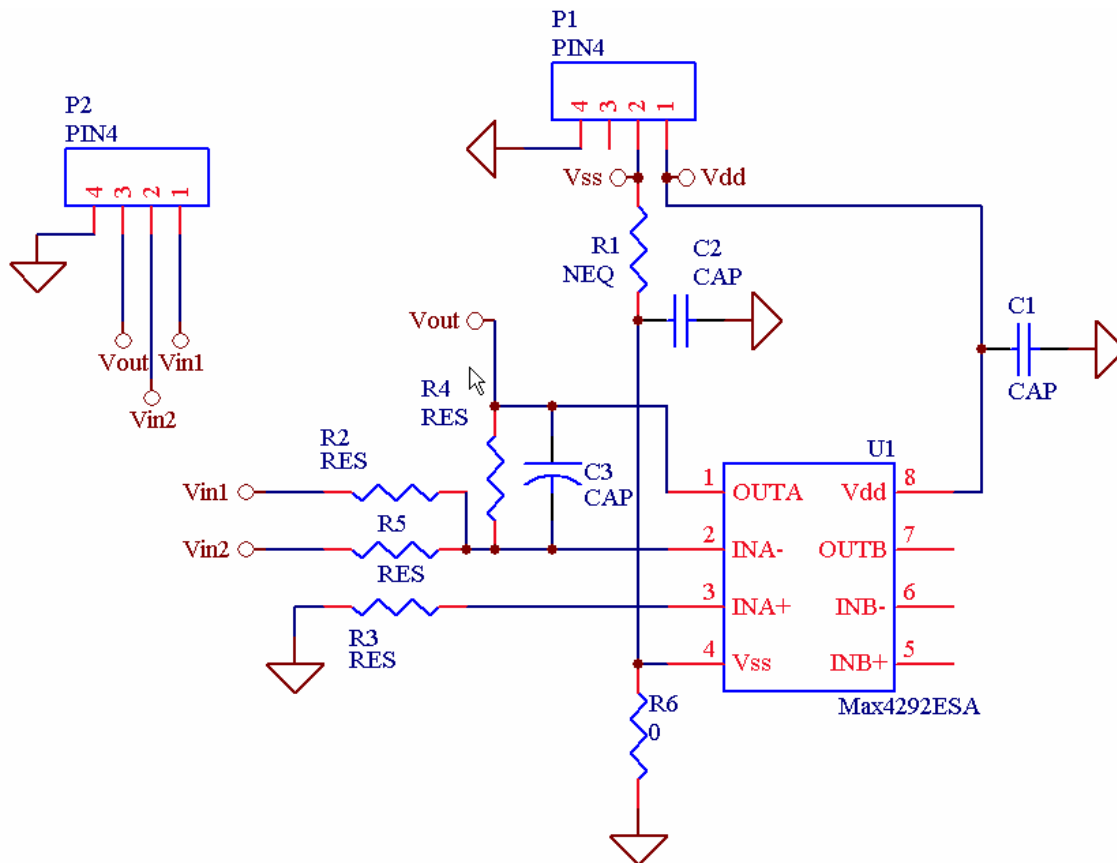 P1
PIN4
4 3 2 1
P2
PIN4
4 3 2 1
Vss
Vdd
R1
NEQ
C2
CAP
C1
CAP
Vout
Vout
Vin1
Vin2
R4
RES
R2
RES
C3
CAP
U1
Vin1
Vin2
R5
RES
R3
RES
1 OUTA
Vdd 8
2 INA-
OUTB 7
3 INA+
INB- 6
4 Vss
INB+ 5
R6
0
Max4292ESA